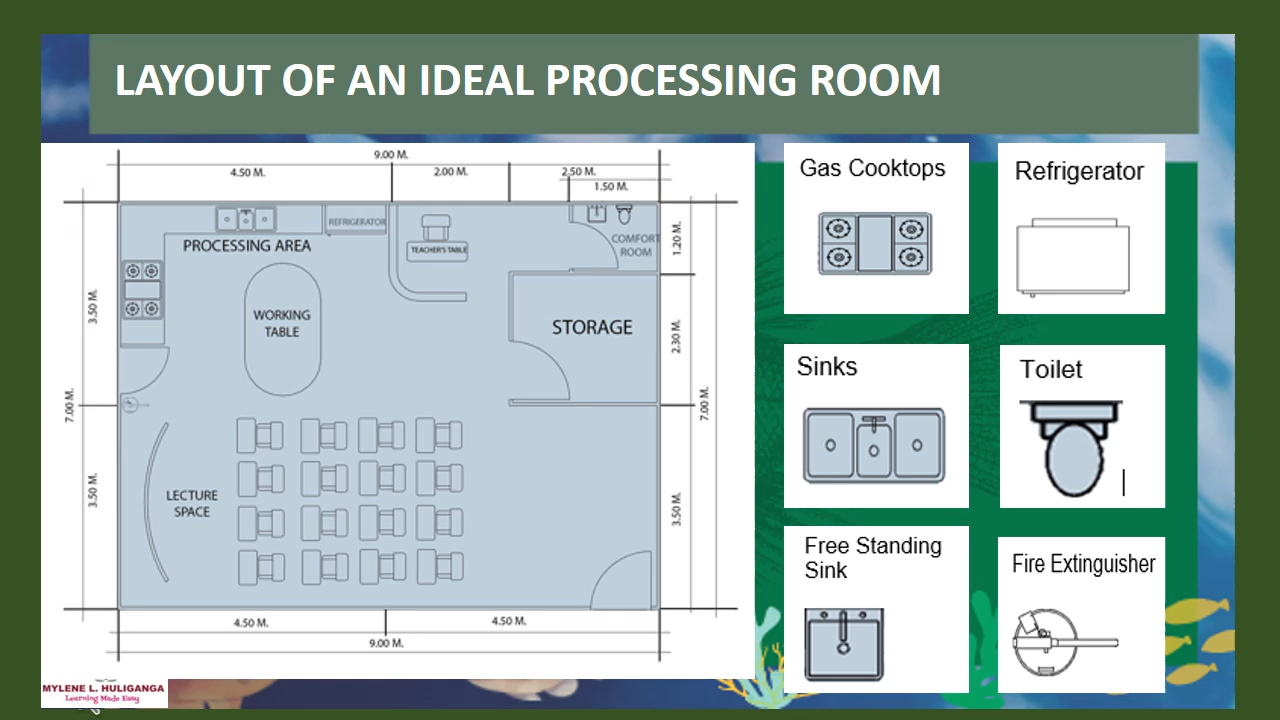 LAYOUT OF AN IDEAL PROCESSING ROOM
9.00 M.
4.50 M.
2.00 M.
2.50 M.
1.50 M.
PROCESSING AREA
REFRIGERATOR
TEACHER'S TABLE
COMFORT
ROOM
1.20 M.
3.50 M.
WORKING
TABLE
STORAGE
2.30 M.
7.00 M.
7.00 M.
3.50 M.
LECTURE
SPACE
3.50 M.
4.50 M.
4.50 M.
9.00 M.
Gas Cooktops
Refrigerator
Sinks
Toilet
Free Standing
Sink
Fire Extinguisher
MYLENE L. HULIGANGA
Learning Made Easy